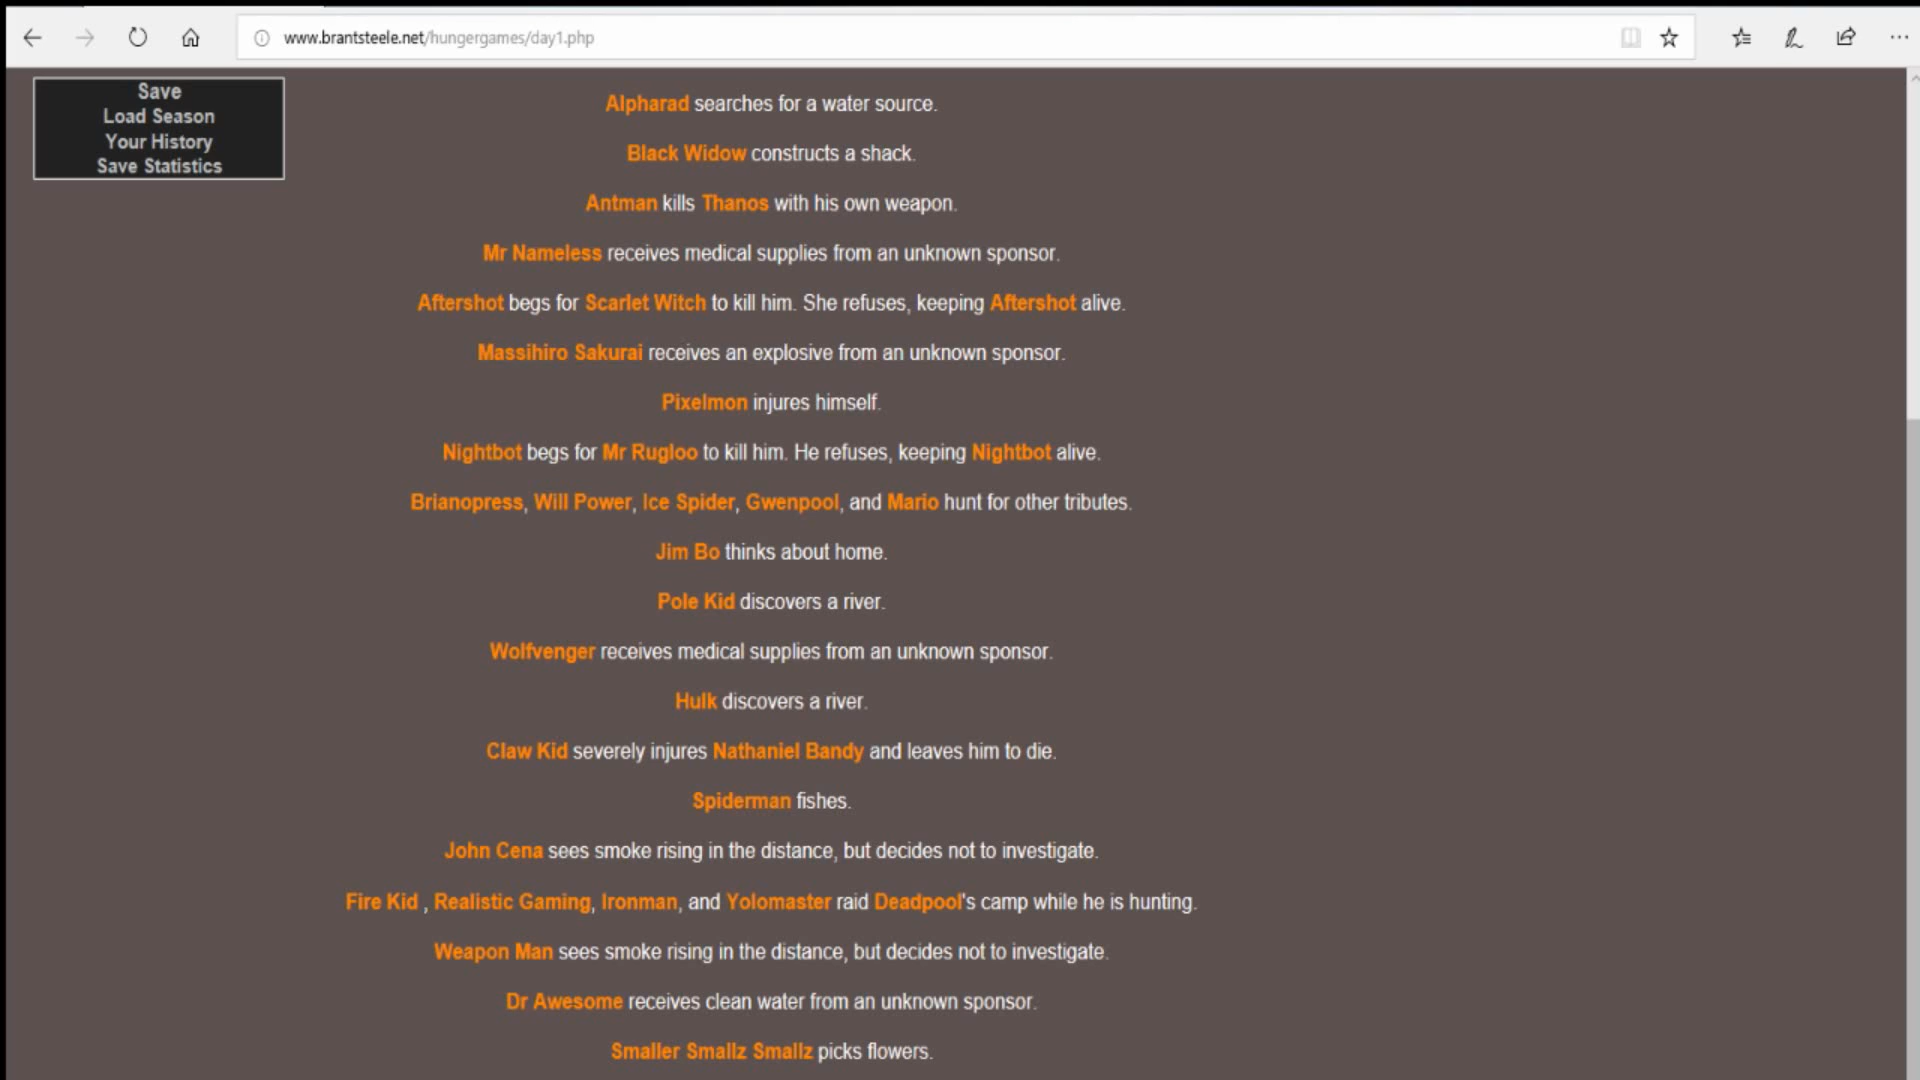 www.brantsteele.net/hungergames/day1.php
Save
Load Season
Your History
Save Statistics
Alpharad searches for a water source.
Black Widow constructs a shack.
Antman kills Thanos with his own weapon.
Mr Nameless receives medical supplies from an unknown sponsor.
Aftershot begs for Scarlet Witch to kill him. She refuses, keeping Aftershot alive.
Massihiro Sakurai receives an explosive from an unknown sponsor.
Pixelmon injures himself.
Nightbot begs for Mr Rugloo to kill him. He refuses, keeping Nightbot alive.
Brianopress, Will Power, Ice Spider, Gwenpool, and Mario hunt for other tributes.
Jim Bo thinks about home.
Pole Kid discovers a river.
Wolfvenger receives medical supplies from an unknown sponsor.
Hulk discovers a river.
Claw Kid severely injures Nathaniel Bandy and leaves him to die.
Spiderman fishes.
John Cena sees smoke rising in the distance, but decides not to investigate.
Fire Kid , Realistic Gaming, Ironman, and Yolomaster raid Deadpool's camp while he is hunting.
Weapon Man sees smoke rising in the distance, but decides not to investigate.
Dr Awesome receives clean water from an unknown sponsor.
Smaller Smallz Smallz picks flowers.